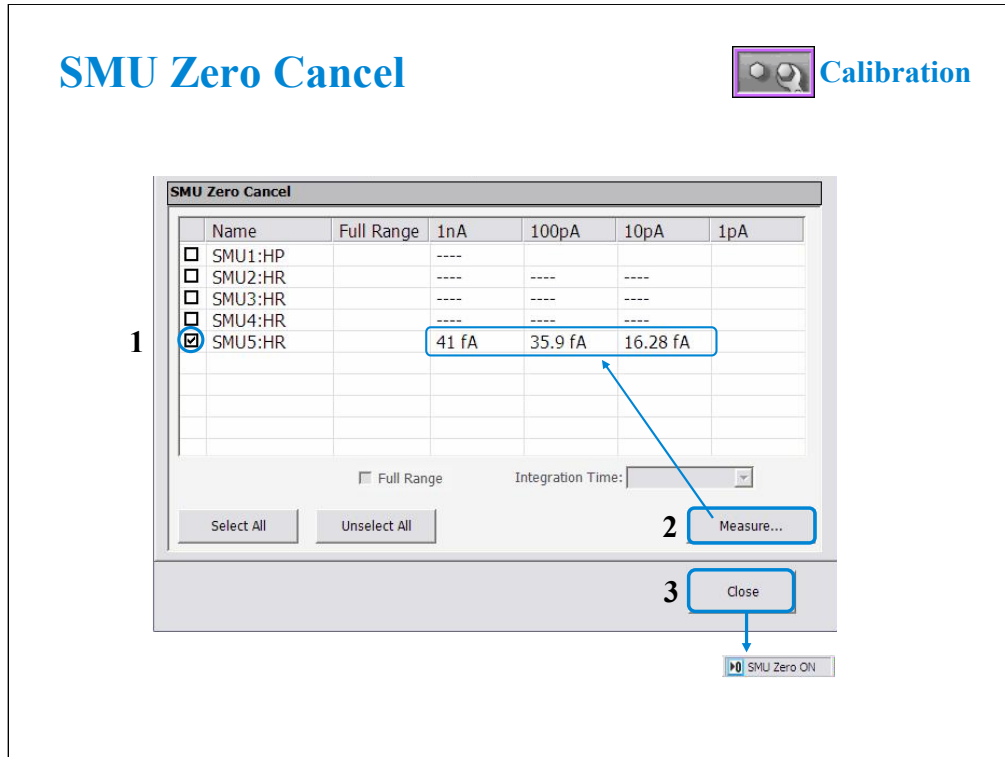 SMU Zero Cancel
Calibration
SMU Zero Cancel
Name Full Range 1nA 100pA 10pA 1pA
SMU1:HP ----
SMU2:HR ---- ---- ----
SMU3:HR ---- ---- ----
SMU4:HR ---- ---- ----
1 SMU5:HR 41 fA 35.9 fA 16.28 fA
Full Range Integration Time:
Select All Unselect All 2 Measure...
3 Close
0 SMU Zero ON